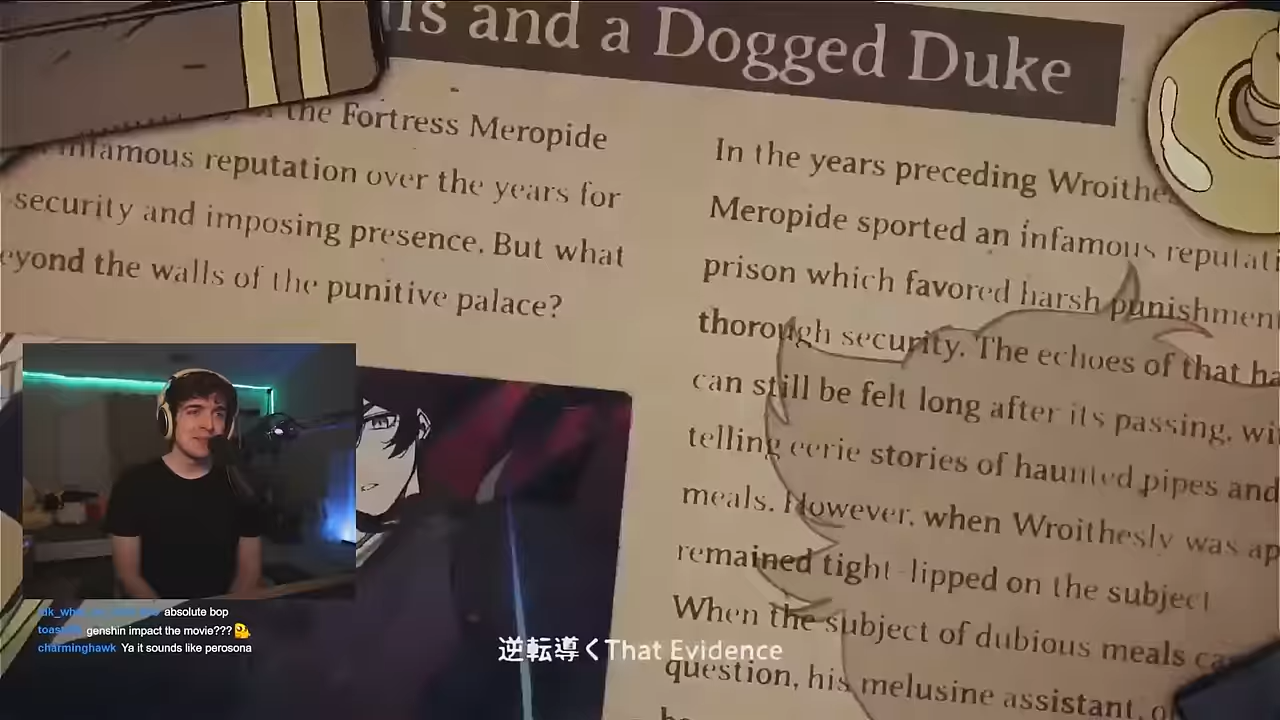 and a Dogged Duke
the Fortress Meropide
infamous reputation over the years for
security and imposing presence. But what
the walls of the punitive palace?
In the years preceding
Meropide sported an infamous
prison which favored harsh
thorough security. The echoes of that
can still be felt long after its passing,
telling eerie stories of haunted pipes and
meals. However, when Wroithesly was
remained tight-lipped on the subject
When the subject of dubious meals
question, his melusine assistant,
absolute bop
genshin impact the movie???
charminghawk Ya it sounds like perosona
逆転導くThat Evidence